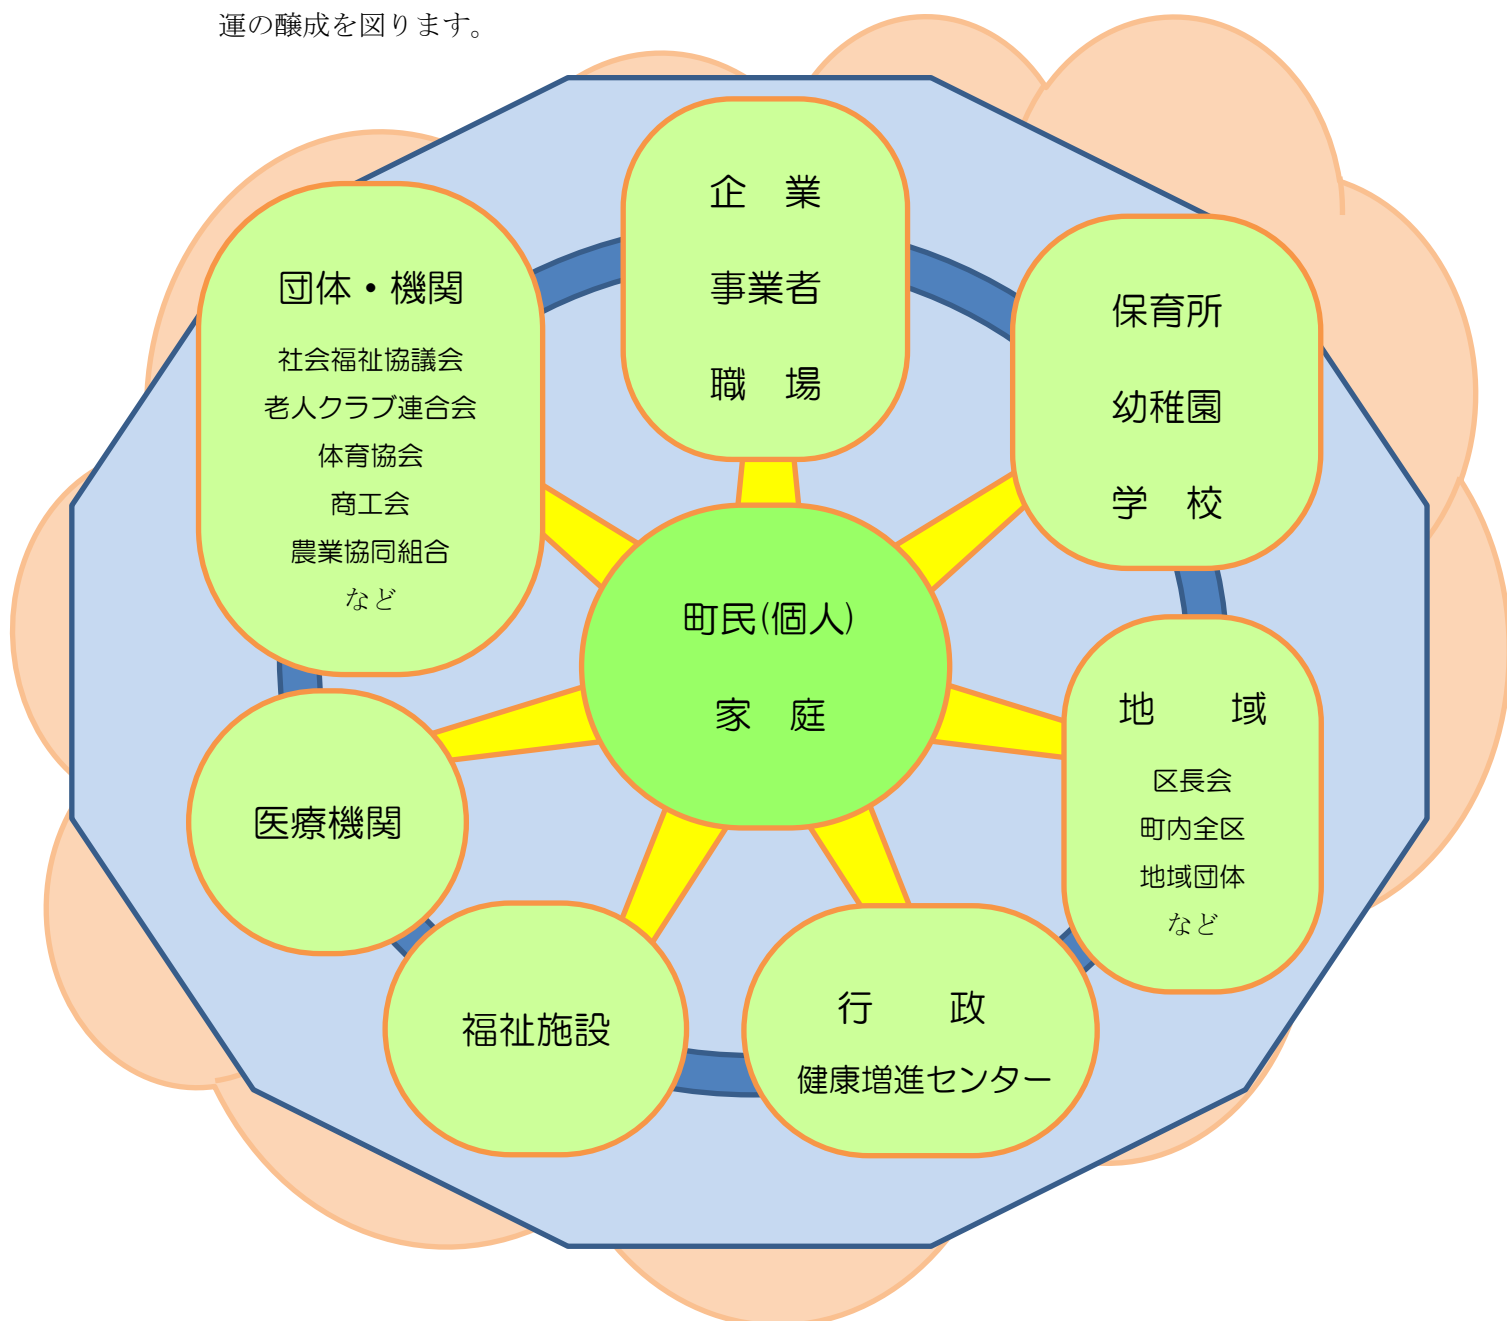 運の醸成を図ります。
企　業
事業者
職　場
団体・機関
社会福祉協議会
老人クラブ連合会
体育協会
商工会
農業協同組合
など
保育所
幼稚園
学　校
町民(個人)
家　庭
地　　域
区長会
町内全区
地域団体
など
医療機関
福祉施設
行　　政
健康増進センター